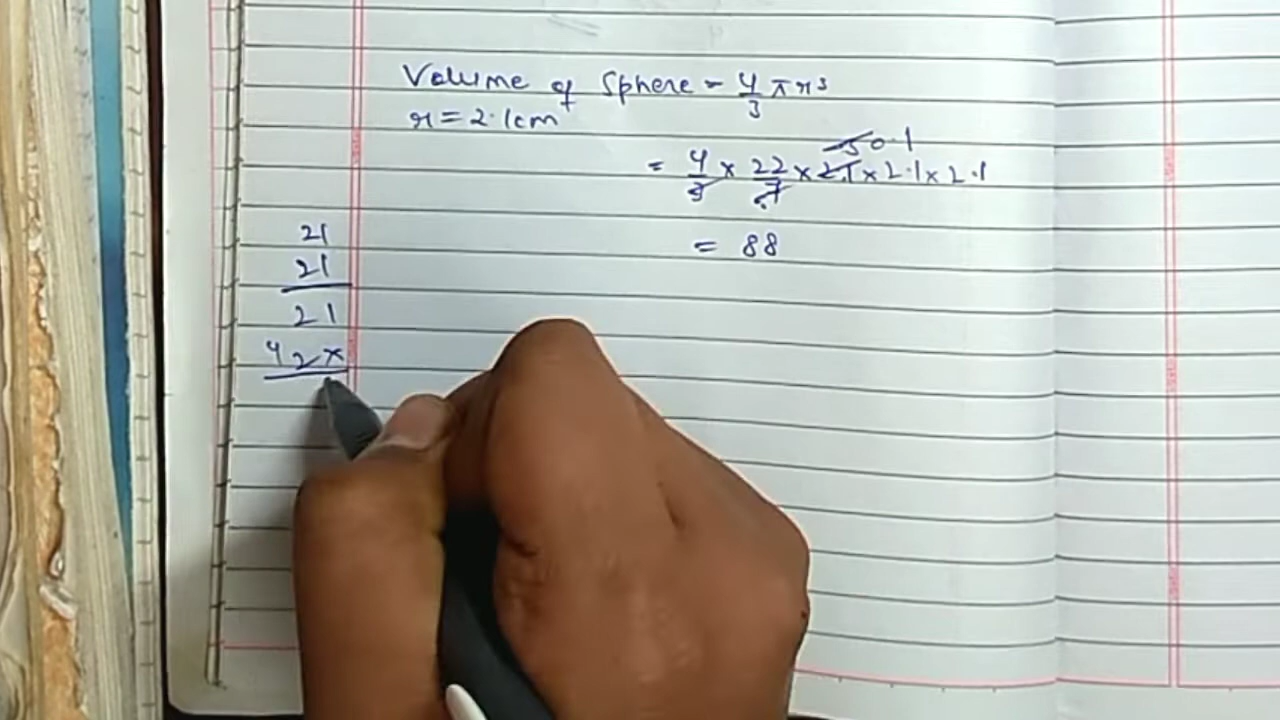 Volume of Sphere = 4/3 π r³
r = 2.1cm
0.1
= 4/3 × 22/7 × 2.1 × 2.1 × 2.1
= 88
21
21
21
42×